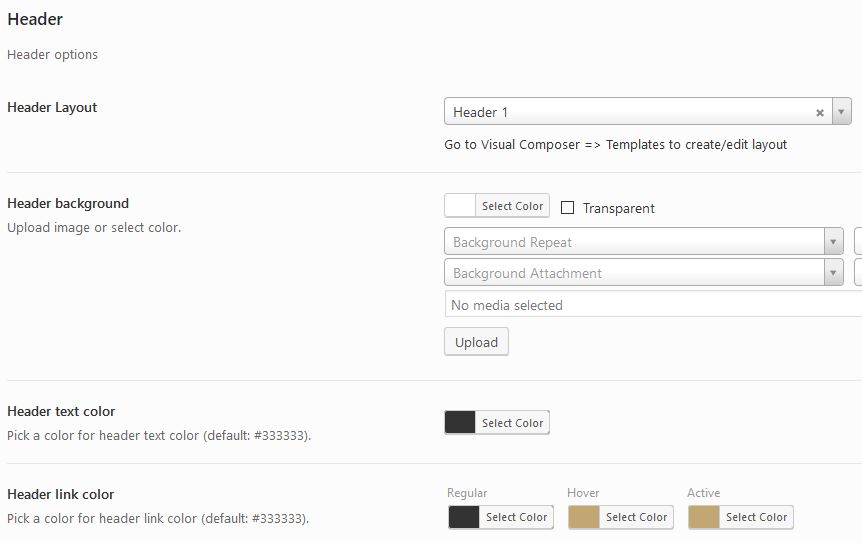 Header
Header options
Header Layout
Header 1
Go to Visual Composer => Templates to create/edit layout
Header background
Upload image or select color.
Select Color
Transparent
Background Repeat
Background Attachment
No media selected
Upload
Header text color
Pick a color for header text color (default: #333333).
Select Color
Header link color
Pick a color for header link color (default: #333333).
Regular Hover Active
Select Color Select Color Select Color